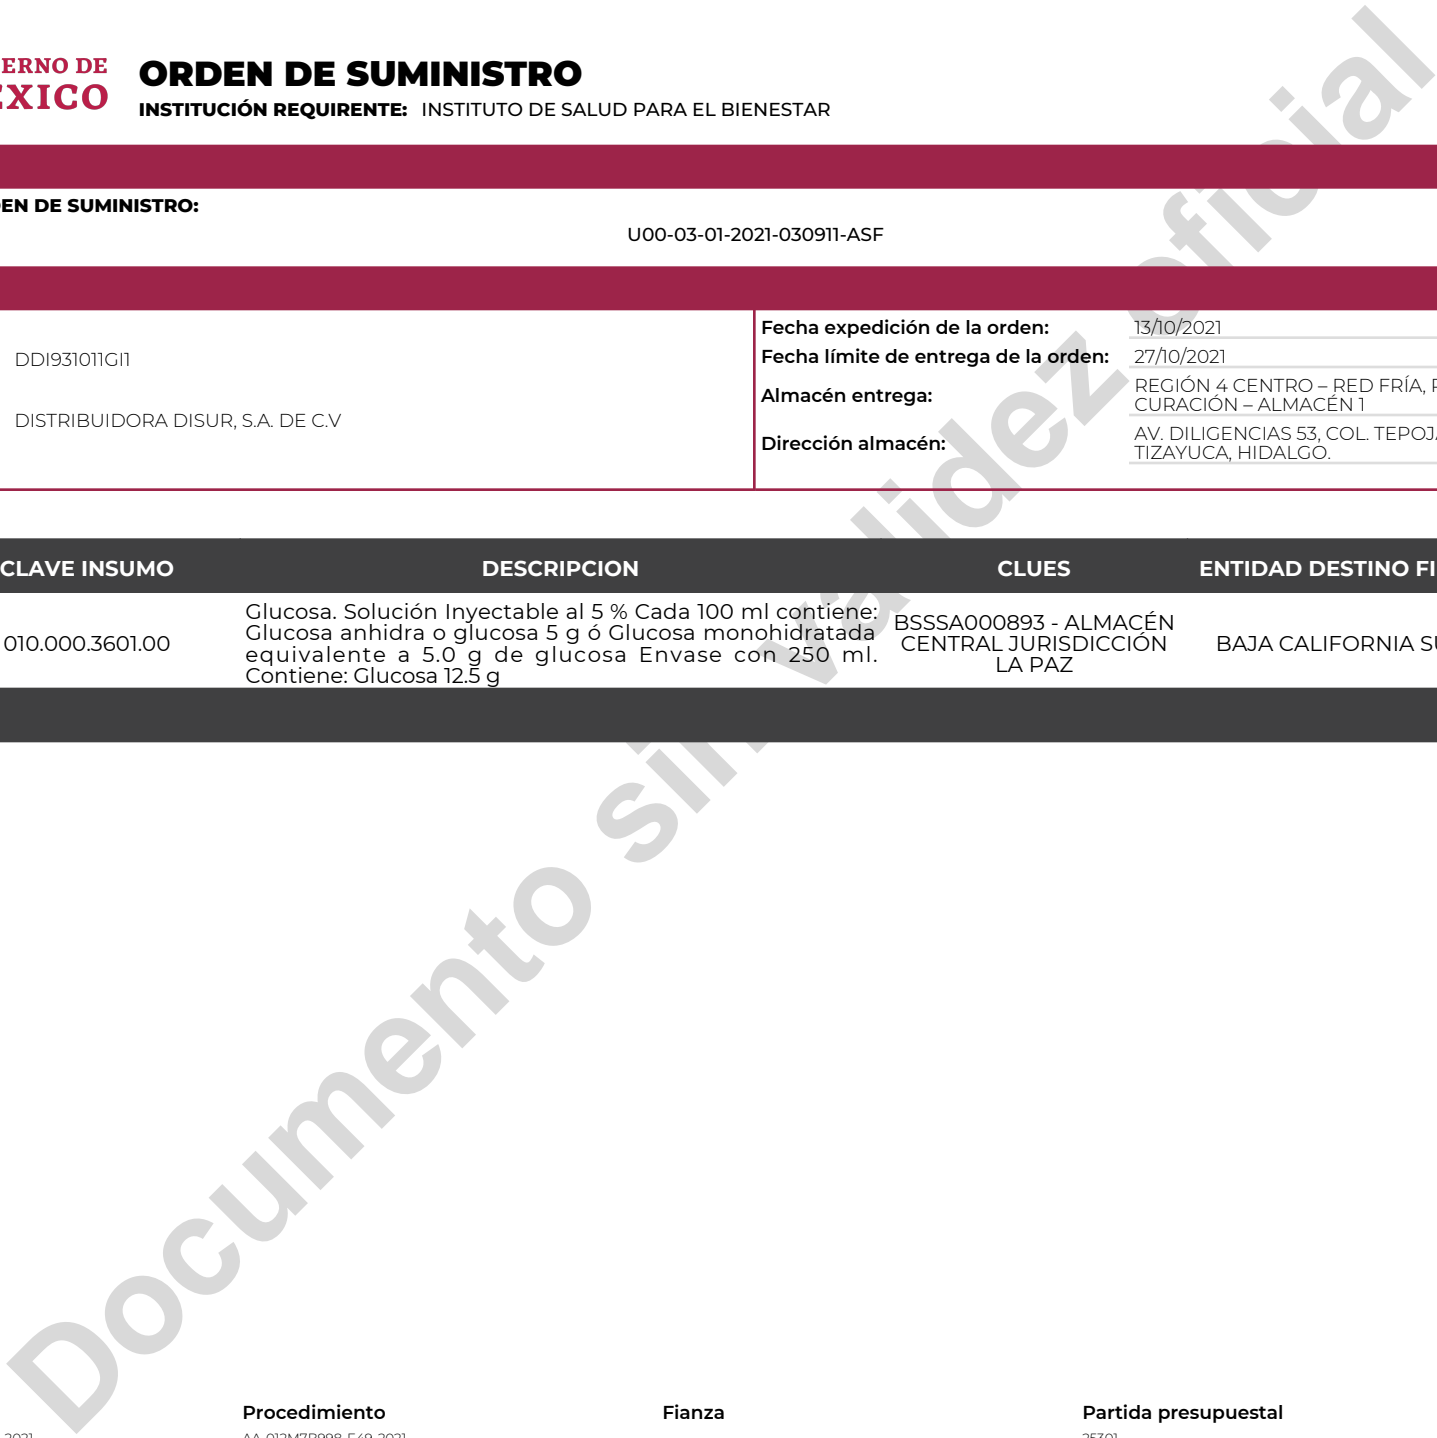 ERNO DE
EXICO
ORDEN DE SUMINISTRO
INSTITUCIÓN REQUIRENTE: INSTITUTO DE SALUD PARA EL BIENESTAR
EN DE SUMINISTRO:
U00-03-01-2021-030911-ASF
DDI931011GI1
DISTRIBUIDORA DISUR, S.A. DE C.V
Fecha expedición de la orden: 13/10/2021
Fecha límite de entrega de la orden: 27/10/2021
Almacén entrega: REGIÓN 4 CENTRO – RED FRÍA,
CURACIÓN – ALMACÉN 1
Dirección almacén: AV. DILIGENCIAS 53, COL. TEPOJ
TIZAYUCA, HIDALGO.
CLAVE INSUMO DESCRIPCION CLUES ENTIDAD DESTINO FI
010.000.3601.00
Glucosa. Solución Inyectable al 5 % Cada 100 ml contiene:
Glucosa anhidra o glucosa 5 g ó Glucosa monohidratada
equivalente a 5.0 g de glucosa Envase con 250 ml.
Contiene: Glucosa 12.5 g
BSSSA000893 - ALMACÉN
CENTRAL JURISDICCIÓN
LA PAZ
BAJA CALIFORNIA S
Documento sin validez oficial
Procedimiento Fianza Partida presupuestal